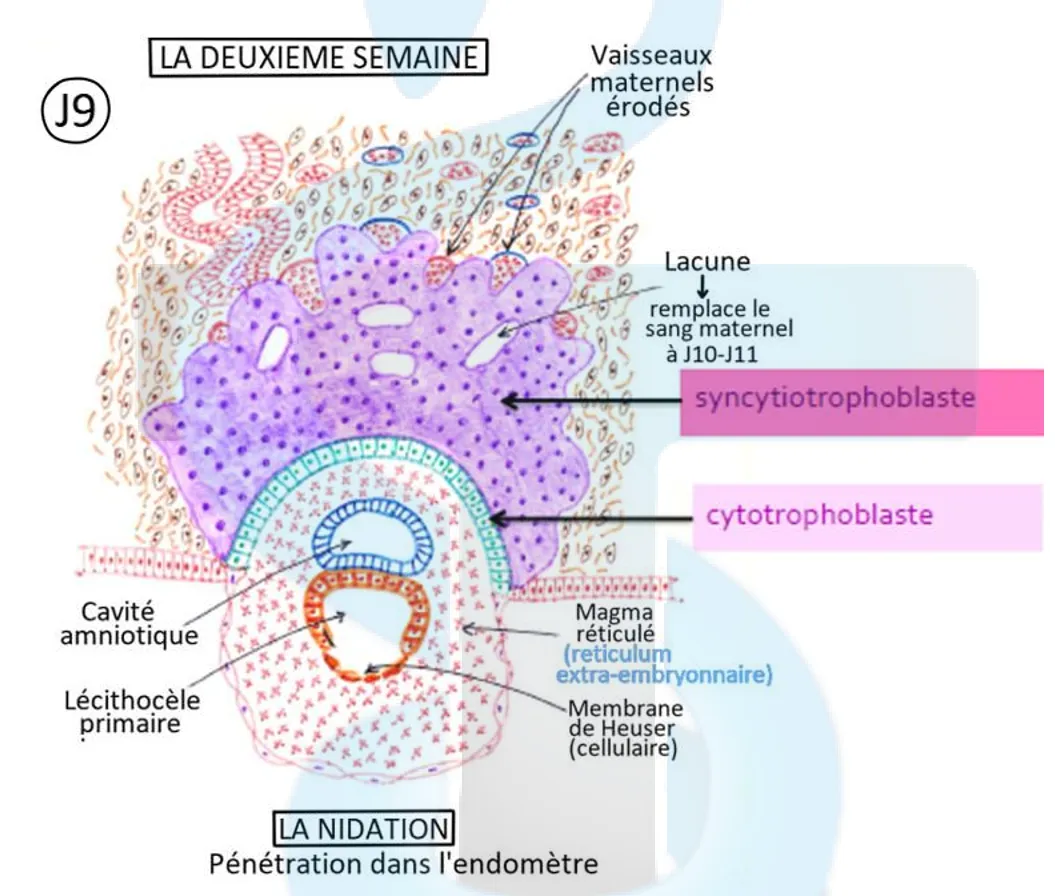 LA DEUXIEME SEMAINE
J9
Vaisseaux
maternels
érodés
Lacune
remplace le
sang maternel
à J10-J11
syncytiotrophoblaste
cytotrophoblaste
Cavité
amniotique
Magma
réticulé
(reticulum
extra-embryonnaire)
Lécithocèle
primaire
Membrane
de Heuser
(cellulaire)
LA NIDATION
Pénétration dans l'endomètre